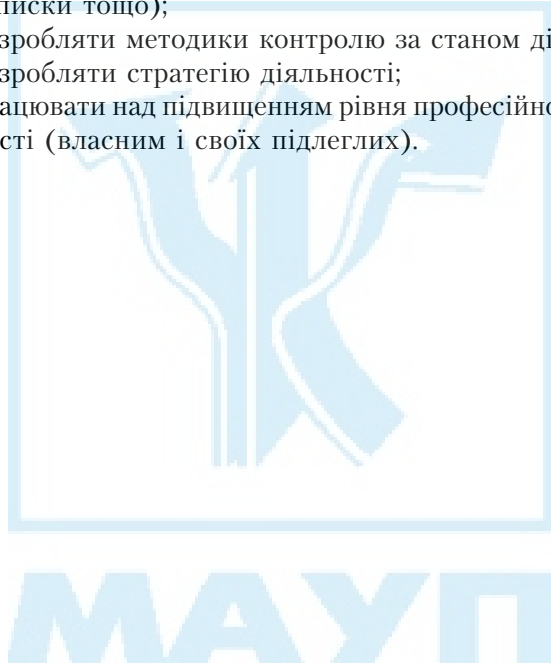 писки тощо);
зробляти методики контролю за станом ді
зробляти стратегію діяльності;
ацювати над підвищенням рівня професійно
сті (власним і своїх підлеглих).
МАУП